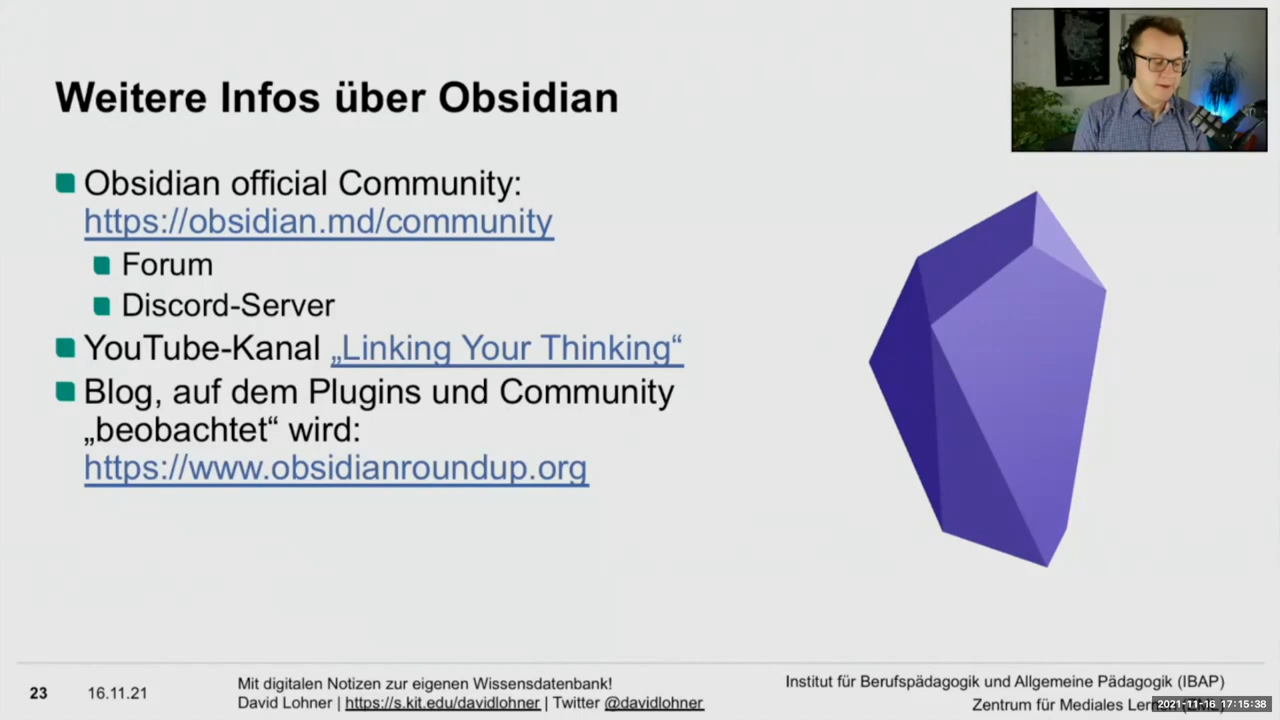 Weitere Infos über Obsidian
Obsidian official Community:
https://obsidian.md/community
Forum
Discord-Server
YouTube-Kanal „Linking Your Thinking“
Blog, auf dem Plugins und Community
„beobachtet“ wird:
https://www.obsidianroundup.org
23
16.11.21
Mit digitalen Notizen zur eigenen Wissensdatenbank!
David Lohner | https://s.kit.edu/davidlohner | Twitter @davidlohner
Institut für Berufspädagogik und Allgemeine Pädagogik (IBAP)
Zentrum für Mediales
2021-11-16 17:15:38